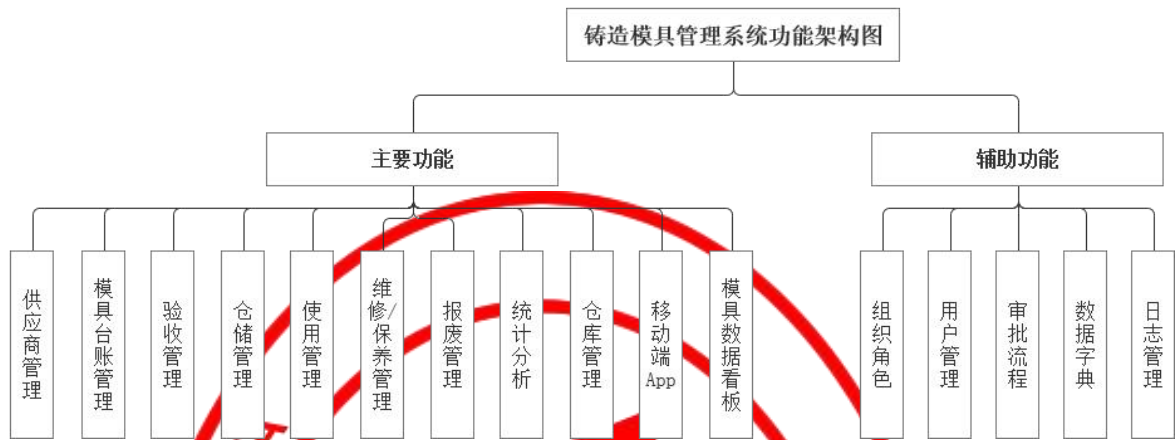 铸造模具管理系统功能架构图
主要功能
辅助功能
供应商管理
模具台账管理
验收管理
仓储管理
使用管理
维修/保养管理
报废管理
统计分析
仓库管理
移动端App
模具数据看板
组织角色
用户管理
审批流程
数据字典
日志管理